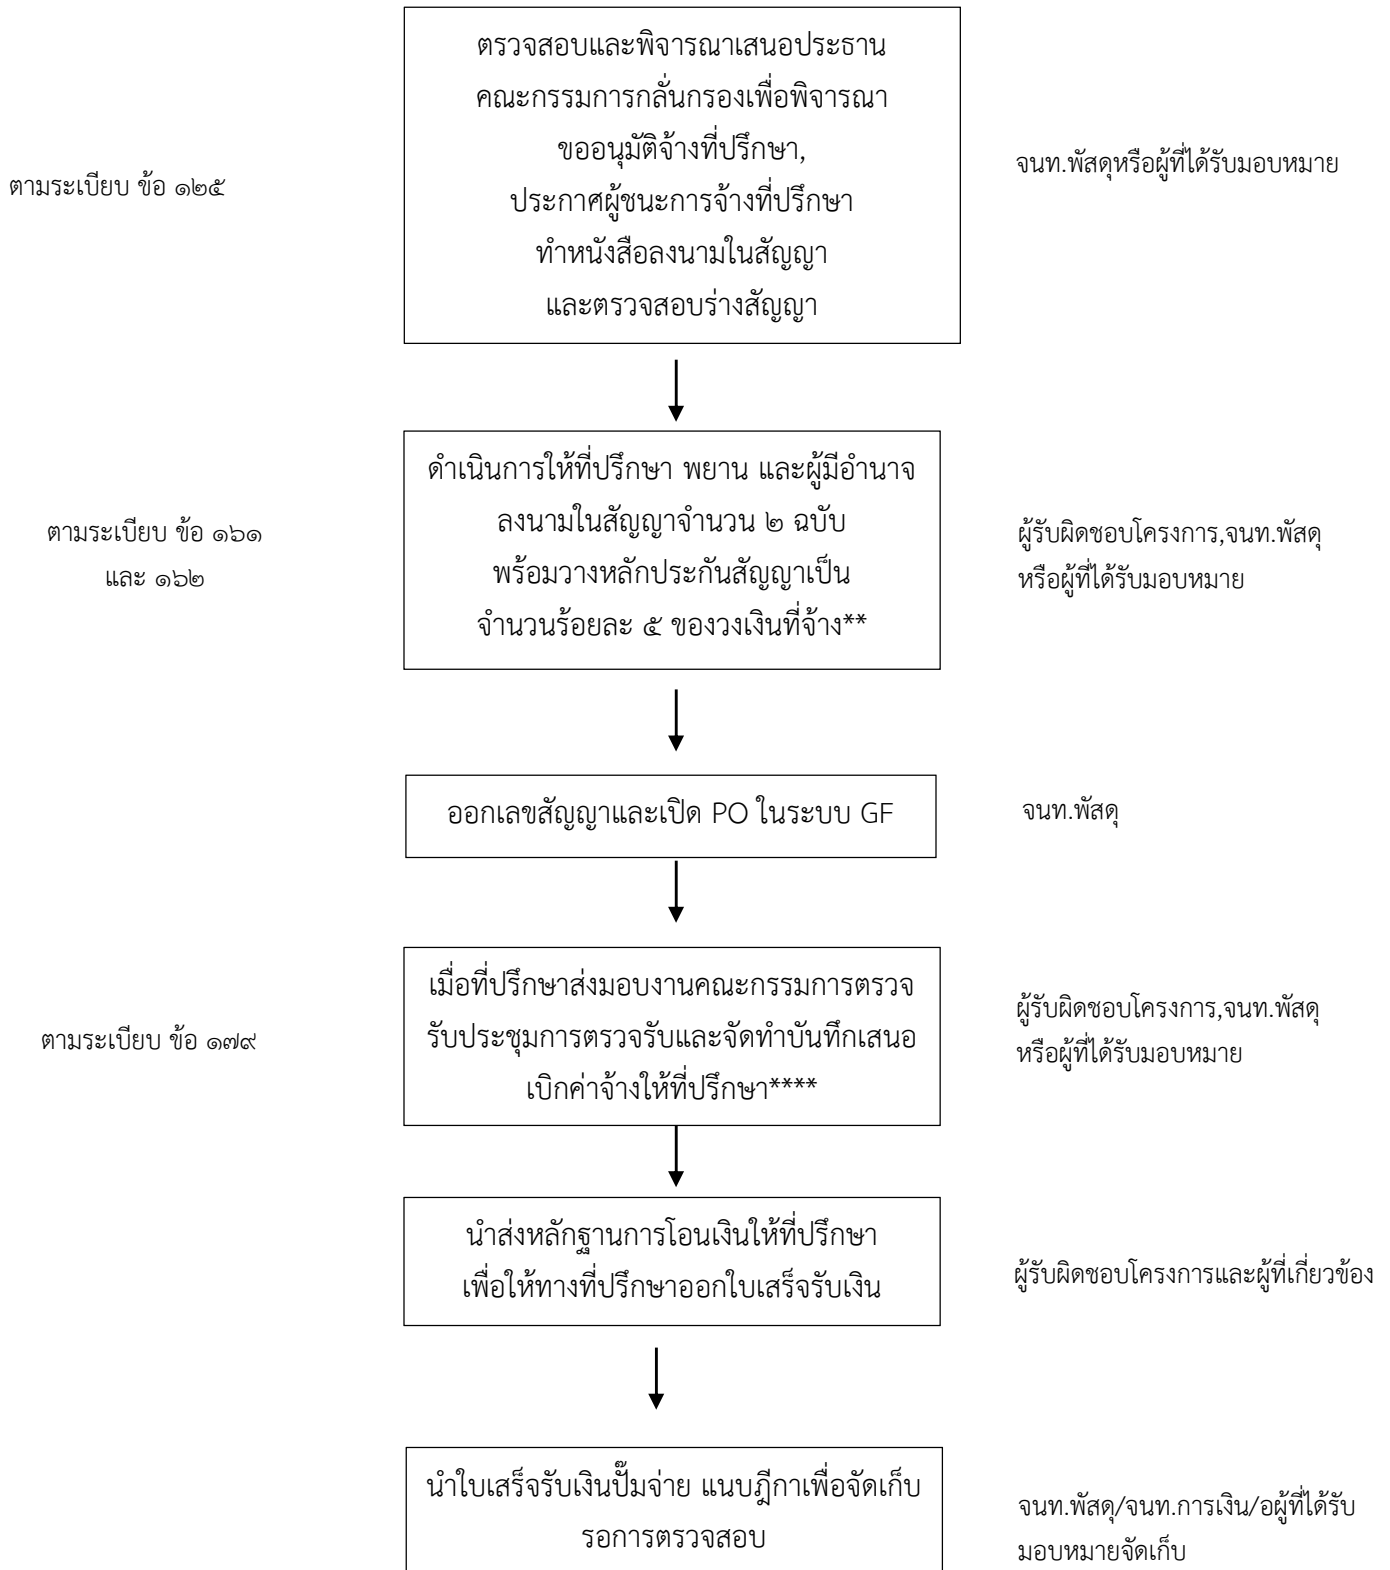 ตรวจสอบและพิจารณาเสนอประธาน
คณะกรรมการกลั่นกรองเพื่อพิจารณา
ขออนุมัติจ้างที่ปรึกษา,
ประกาศผู้ชนะการจ้างที่ปรึกษา
ทำหนังสือลงนามในสัญญา
และตรวจสอบร่างสัญญา
ตามระเบียบ ข้อ ๑๒๕
จนท.พัสดุหรือผู้ที่ได้รับมอบหมาย
ดำเนินการให้ที่ปรึกษา พยาน และผู้มีอำนาจ
ลงนามในสัญญาจำนวน ๒ ฉบับ
พร้อมวางหลักประกันสัญญาเป็น
จำนวนร้อยละ ๕ ของวงเงินที่จ้าง**
ตามระเบียบ ข้อ ๑๖๑
และ ๑๖๒
ผู้รับผิดชอบโครงการ,จนท.พัสดุ
หรือผู้ที่ได้รับมอบหมาย
ออกเลขสัญญาและเปิด PO ในระบบ GF
จนท.พัสดุ
เมื่อที่ปรึกษาส่งมอบงานคณะกรรมการตรวจ
รับประชุมการตรวจรับและจัดทำบันทึกเสนอ
เบิกค่าจ้างให้ที่ปรึกษา****
ตามระเบียบ ข้อ ๑๗๙
ผู้รับผิดชอบโครงการ,จนท.พัสดุ
หรือผู้ที่ได้รับมอบหมาย
นำส่งหลักฐานการโอนเงินให้ที่ปรึกษา
เพื่อให้ทางที่ปรึกษาออกใบเสร็จรับเงิน
ผู้รับผิดชอบโครงการและผู้ที่เกี่ยวข้อง
นำใบเสร็จรับเงินปั๊มจ่าย แนบฎีกาเพื่อจัดเก็บ
รอการตรวจสอบ
จนท.พัสดุ/จนท.การเงิน/อผู้ที่ได้รับ
มอบหมายจัดเก็บ